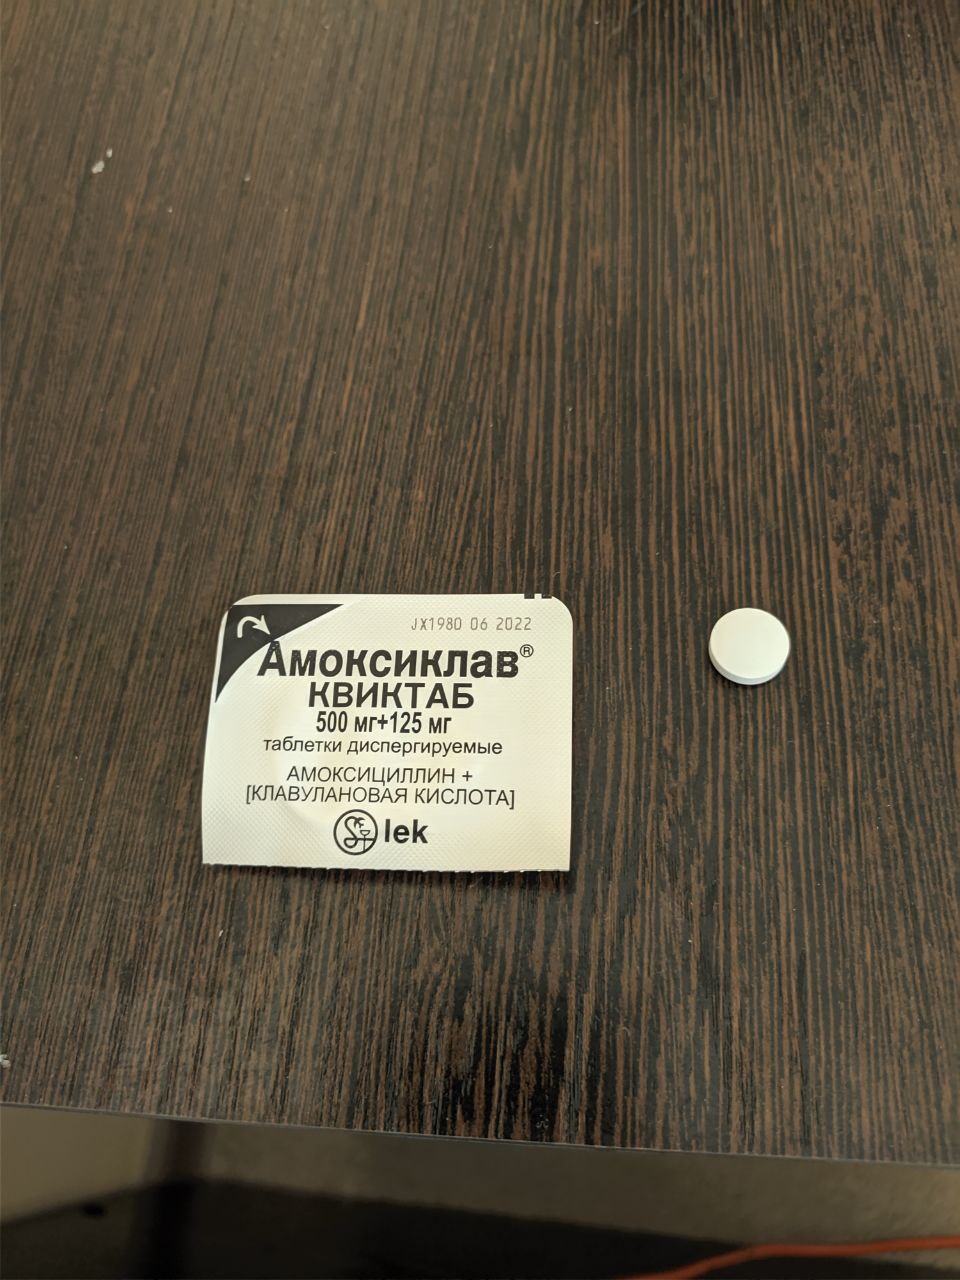 JX1980 06 2022
Амоксиклав®
КВИКТАБ
500 мг+125 мг
таблетки диспергируемые
АМОКСИЦИЛЛИН +
[КЛАВУЛАНОВАЯ КИСЛОТА]
lek